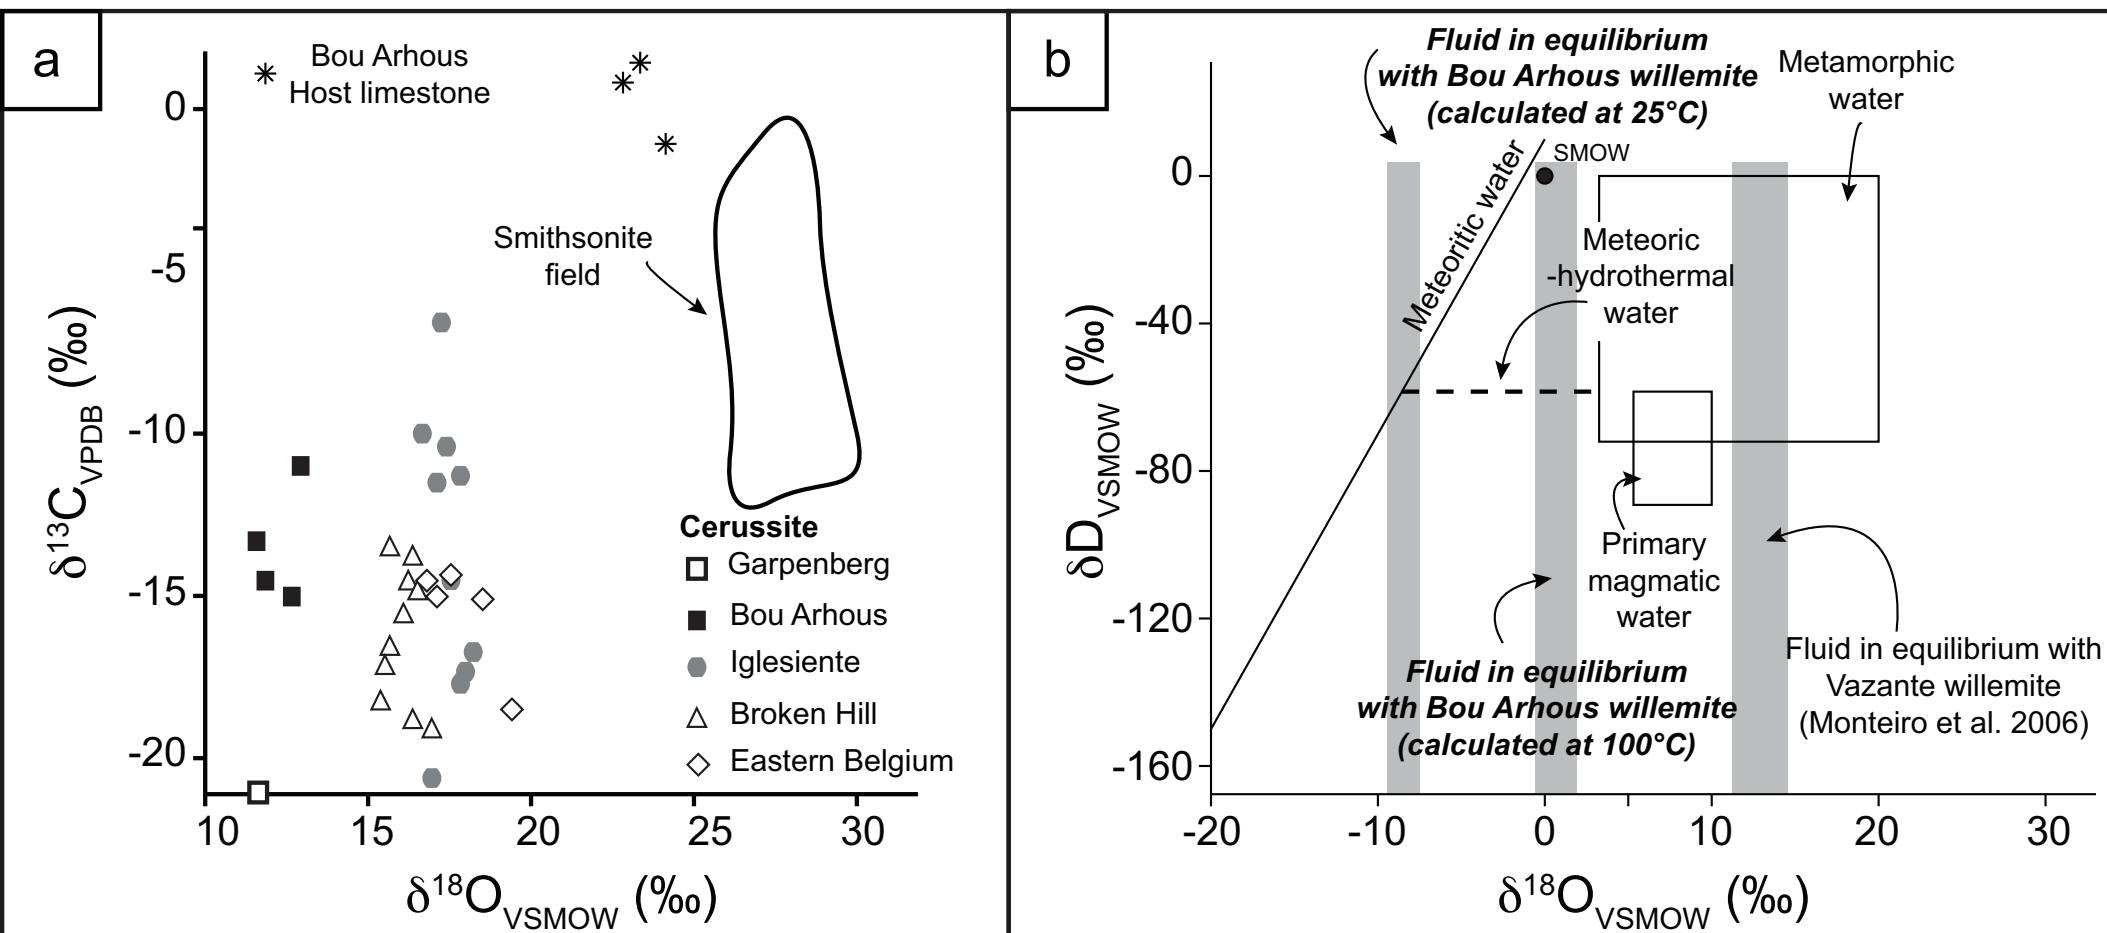 a
Bou Arhous
Host limestone
0
-5
-10
-15
-20
δ13CVPDB (‰)
Smithsonite
field
Cerussite
Garpenberg
Bou Arhous
Iglesiente
Broken Hill
Eastern Belgium
10
15
20
25
30
δ18OVSMOW (‰)
b
Fluid in equilibrium
with Bou Arhous willemite
(calculated at 25°C)
Metamorphic
water
SMOW
Meteoritic water
Meteoric
-hydrothermal
water
0
-40
-80
-120
-160
δDVSMOW (‰)
Primary
magmatic
water
Fluid in equilibrium
with Bou Arhous willemite
(calculated at 100°C)
Fluid in equilibrium with
Vazante willemite
(Monteiro et al. 2006)
-20
-10
0
10
20
30
δ18OVSMOW (‰)